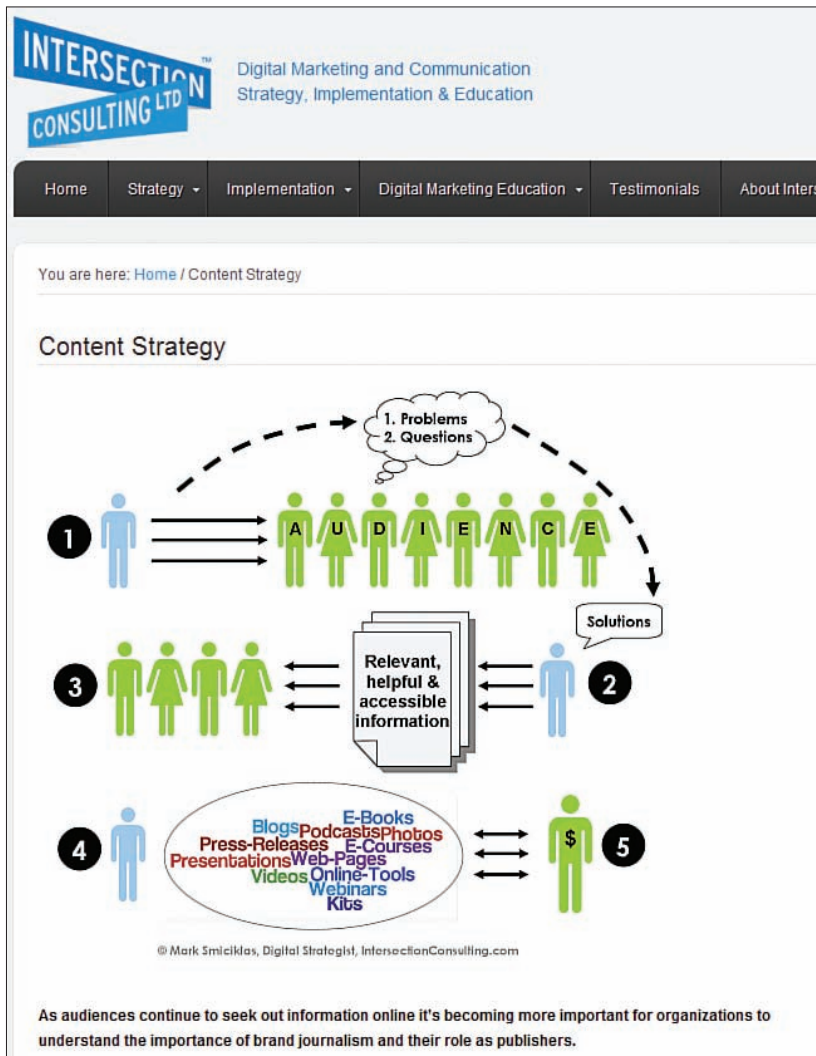 INTERSECTION™
CONSULTING LTD
Digital Marketing and Communication
Strategy, Implementation & Education
Home Strategy Implementation Digital Marketing Education Testimonials About Inters
You are here: Home / Content Strategy
Content Strategy
1. Problems
2. Questions
1
A U D I E N C E
Solutions
3
Relevant,
helpful &
accessible
information
2
4
E-Books
Blogs Podcasts Photos
Press-Releases E-Courses
Presentations Web-Pages
Videos Online-Tools
Webinars
Kits
$
5
© Mark Smiciklas, Digital Strategist, IntersectionConsulting.com
As audiences continue to seek out information online it's becoming more important for organizations to
understand the importance of brand journalism and their role as publishers.